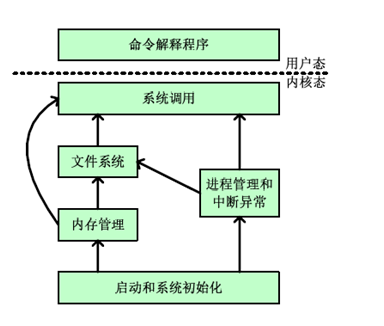 命令解释程序
用户态
内核态
系统调用
文件系统
进程管理和
中断异常
内存管理
启动和系统初始化